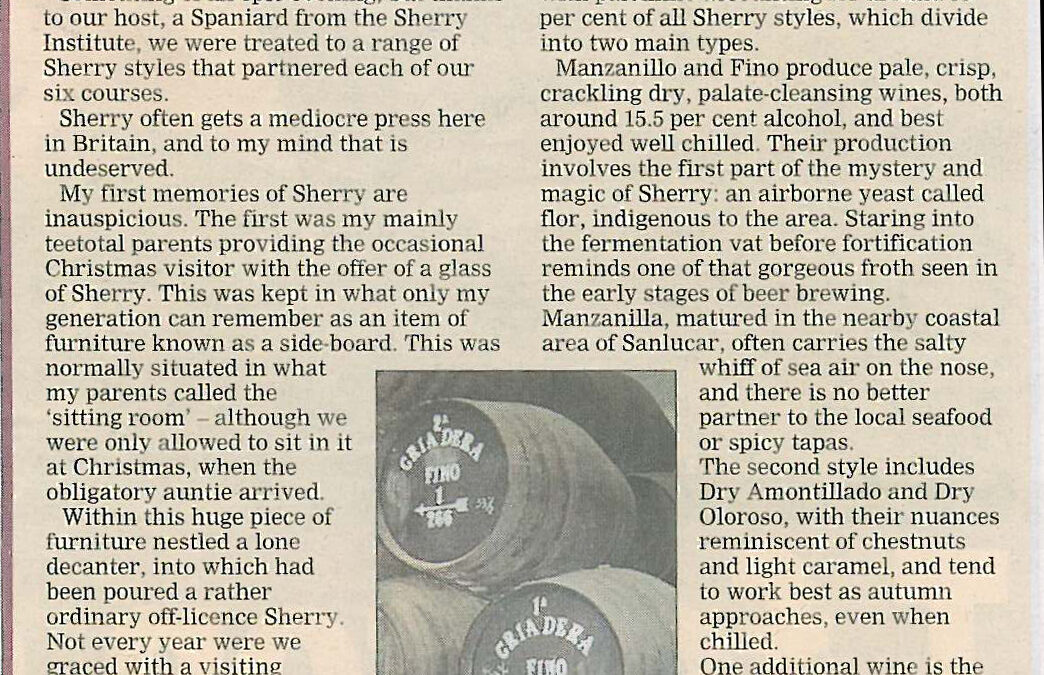 to our host, a Spaniard from the Sherry
Institute, we were treated to a range of
Sherry styles that partnered each of our
six courses.
Sherry often gets a mediocre press here
in Britain, and to my mind that is
undeserved.
My first memories of Sherry are
inauspicious. The first was my mainly
teetotal parents providing the occasional
Christmas visitor with the offer of a glass
of Sherry. This was kept in what only my
generation can remember as an item of
furniture known as a side-board. This was
normally situated in what
my parents called the
‘sitting room’ – although we
were only allowed to sit in it
at Christmas, when the
obligatory auntie arrived.
Within this huge piece of
furniture nestled a lone
decanter, into which had
been poured a rather
ordinary off-licence Sherry.
Not every year were we
graced with a visiting
per cent of all Sherry styles, which divide
into two main types.
Manzanillo and Fino produce pale, crisp,
crackling dry, palate-cleansing wines, both
around 15.5 per cent alcohol, and best
enjoyed well chilled. Their production
involves the first part of the mystery and
magic of Sherry: an airborne yeast called
flor, indigenous to the area. Staring into
the fermentation vat before fortification
reminds one of that gorgeous froth seen in
the early stages of beer brewing.
Manzanilla, matured in the nearby coastal
area of Sanlucar, often carries the salty
whiff of sea air on the nose,
and there is no better
partner to the local seafood
or spicy tapas.
The second style includes
Dry Amontillado and Dry
Oloroso, with their nuances
reminiscent of chestnuts
and light caramel, and tend
to work best as autumn
approaches, even when
chilled.
One additional wine is the
2ª
CRIADERA
FINO
1
1ª
CRIADERA
FINO